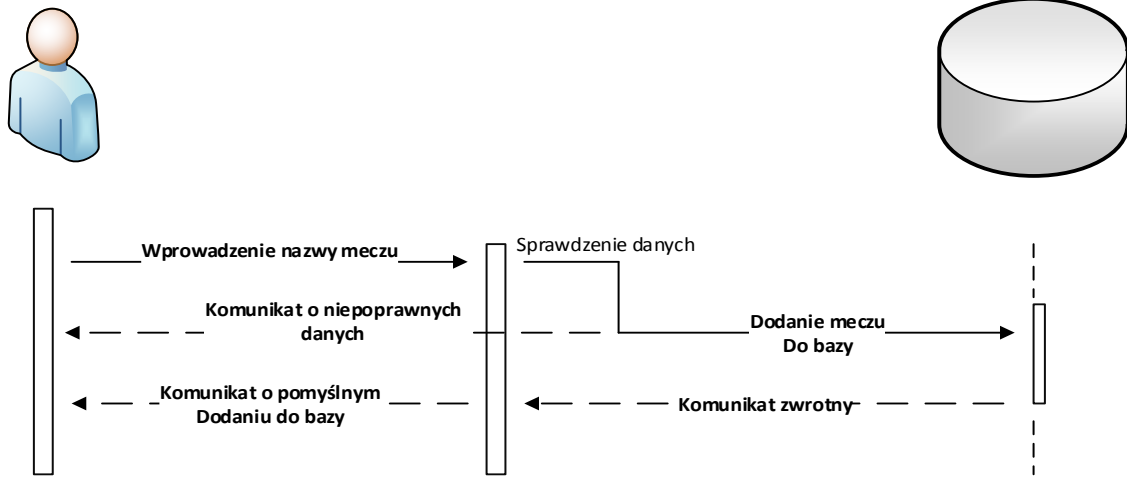 Sprawdzenie danych
Wprowadzenie nazwy meczu
Komunikat o niepoprawnych
danych
Dodanie meczu
Do bazy
Komunikat o pomyślnym
Dodaniu do bazy
Komunikat zwrotny